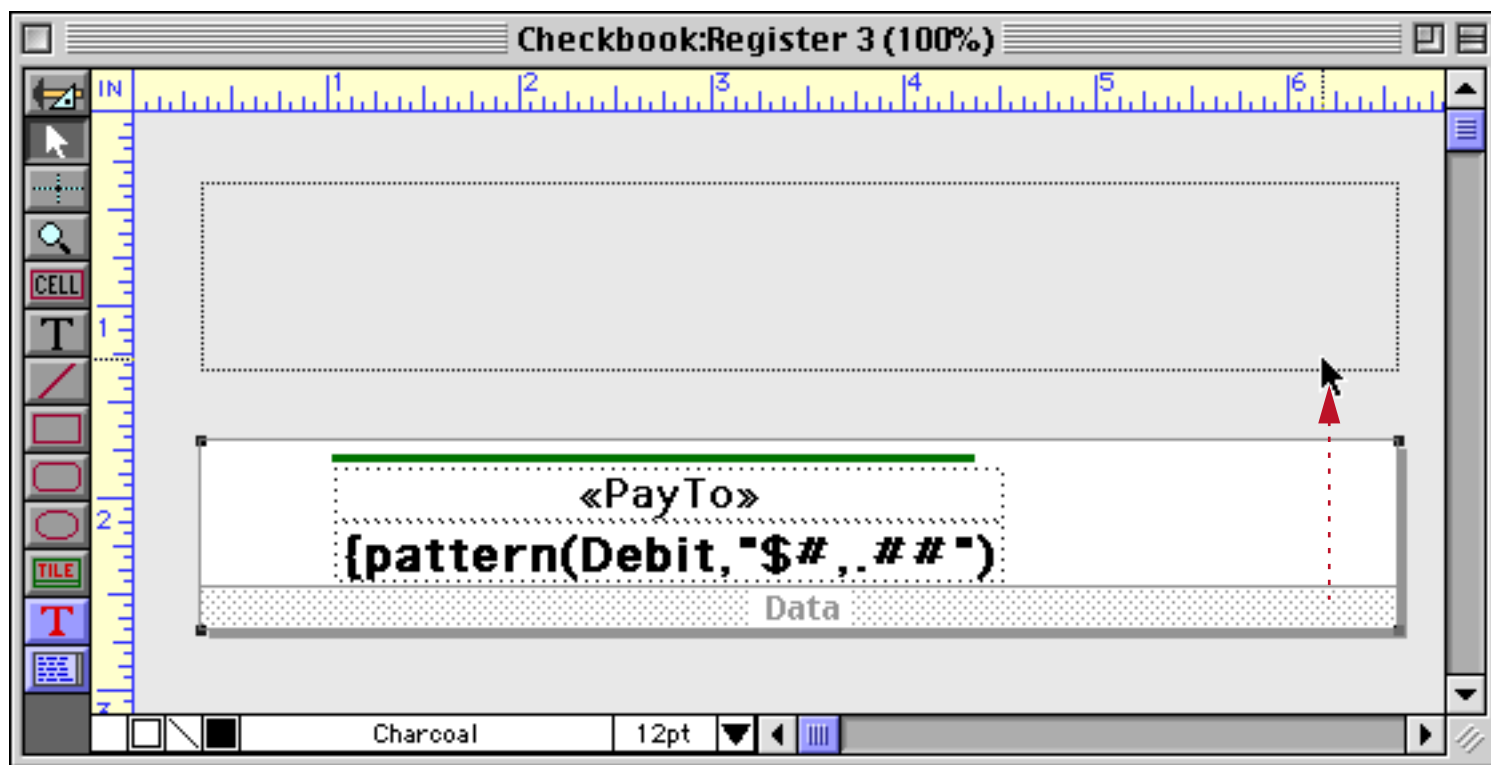 Checkbook:Register 3 (100%)
IN 1 2 3 4 5 6
CELL
T
1
«PayTo»
2
{pattern(Debit,"$#,.##")
TILE
Data
T
3
Charcoal 12pt